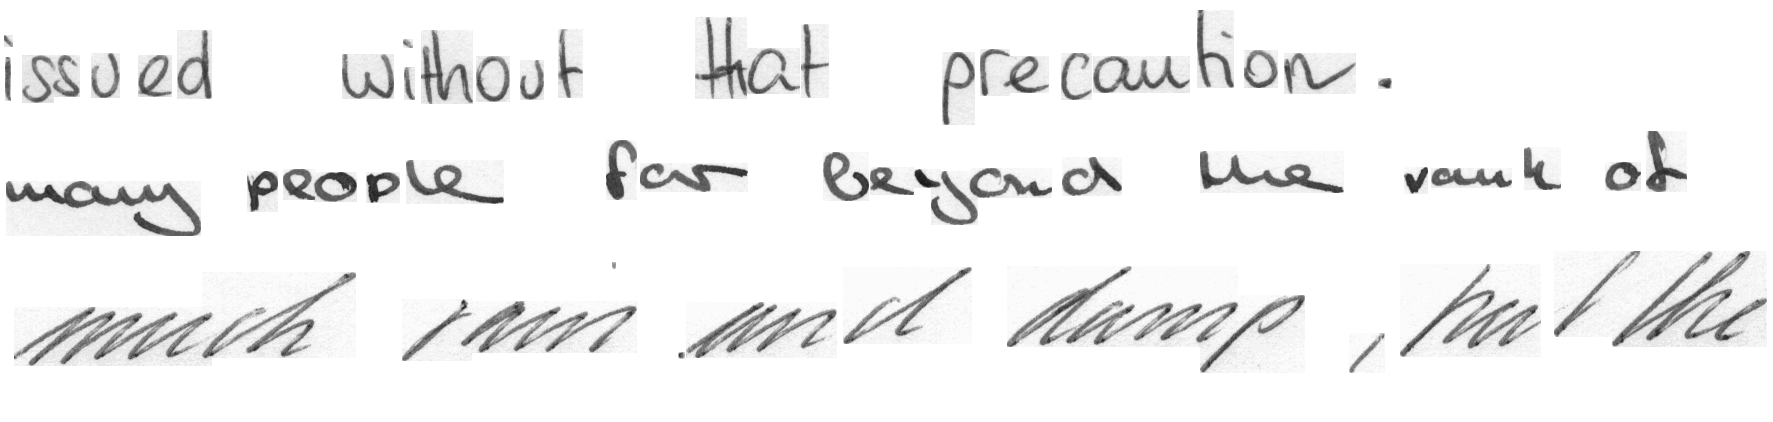 issued without that precaution.
many people far beyond the rank of
much rain and damp, but the